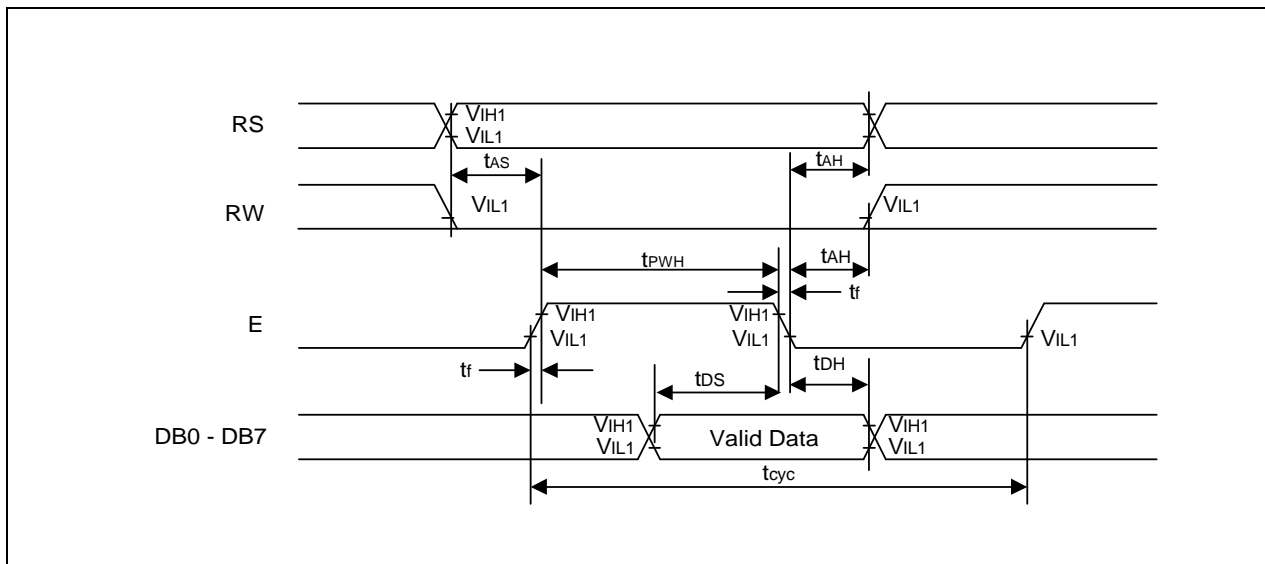 RS
VIH1
VIL1
tAS
tAH
RW
VIL1
VIL1
tPWH
tAH
tf
E
VIH1
VIL1
VIH1
VIL1
VIL1
tf
tDS
tDH
DB0 - DB7
VIH1
VIL1
Valid Data
VIH1
VIL1
tcyc